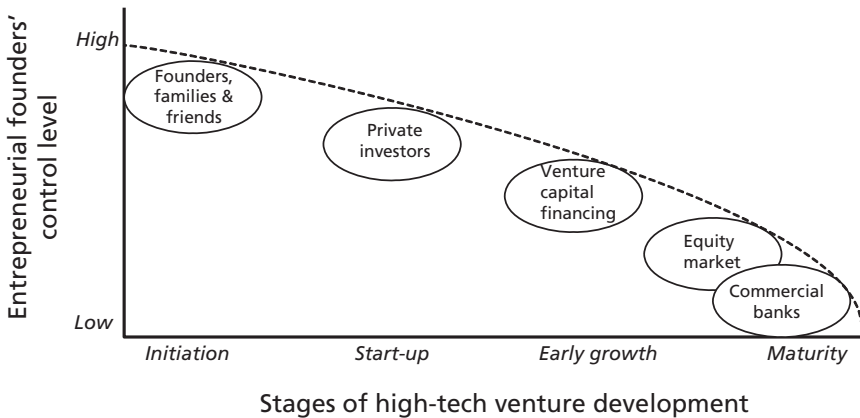 Entrepreneurial founders'
control level
High
Low
Founders,
families &
friends
Private
investors
Venture
capital
financing
Equity
market
Commercial
banks
Initiation
Start-up
Early growth
Maturity
Stages of high-tech venture development